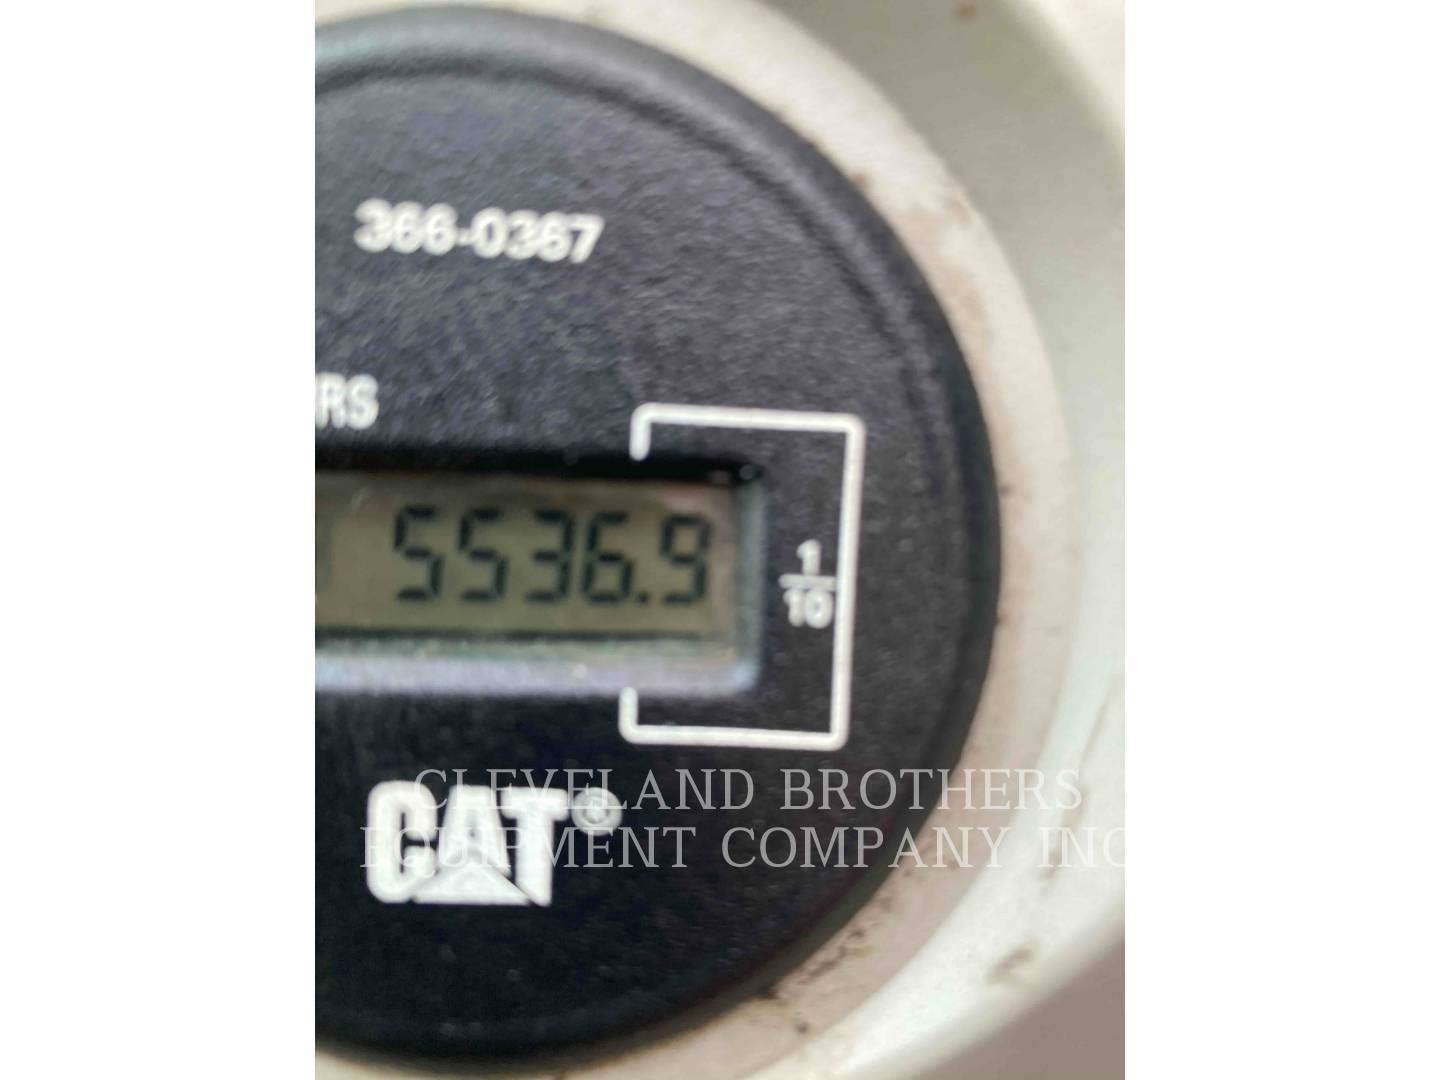 366-0367
RS
5536.9
1
10
CAT®
CLEVELAND BROTHERS
EQUIPMENT COMPANY INC